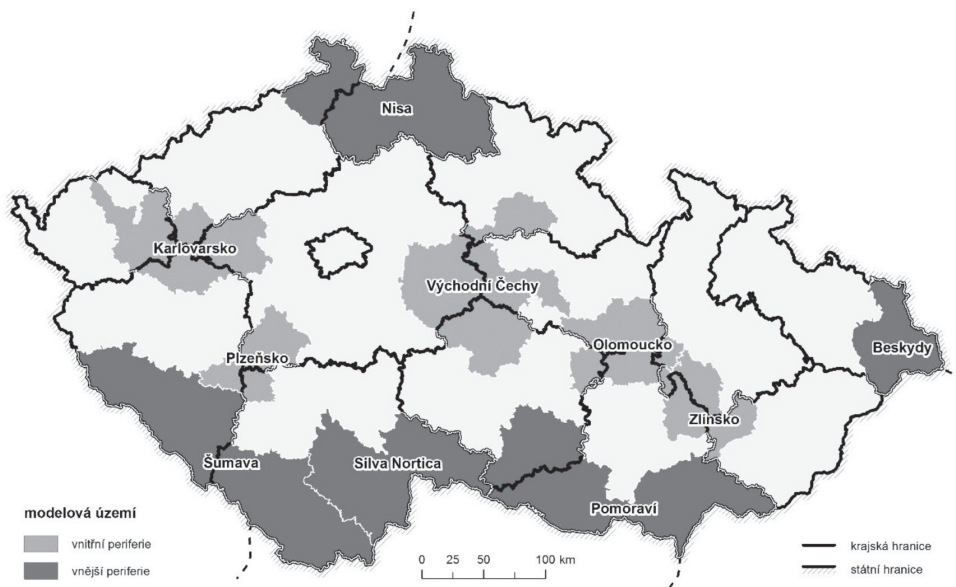 Nisa
Karlovarsko
Východní Čechy
Olomoucko
Beskydy
Plzeňsko
Zlínsko
Šumava
Silva Nortica
Pomoraví
modelová území
vnitřní periferie
vnější periferie
0 25 50 100 km
krajská hranice
státní hranice